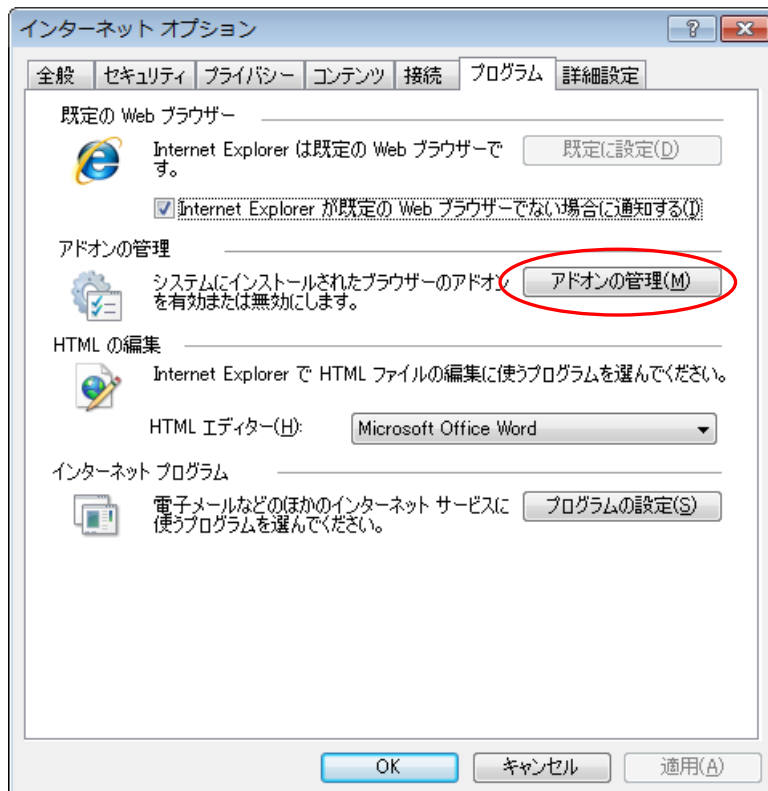 インターネット オプション
全般 セキュリティ プライバシー コンテンツ 接続 プログラム 詳細設定
既定の Web ブラウザー
Internet Explorer は既定の Web ブラウザーで
す。
既定に設定(D)
Internet Explorer が既定の Web ブラウザーでない場合に通知する(I)
アドオンの管理
システムにインストールされたブラウザーのアドオン
を有効または無効にします。
アドオンの管理(M)
HTML の編集
Internet Explorer で HTML ファイルの編集に使うプログラムを選んでください。
HTML エディター(H): Microsoft Office Word
インターネット プログラム
電子メールなどのほかのインターネット サービスに
使うプログラムを選んでください。
プログラムの設定(S)
OK キャンセル 適用(A)